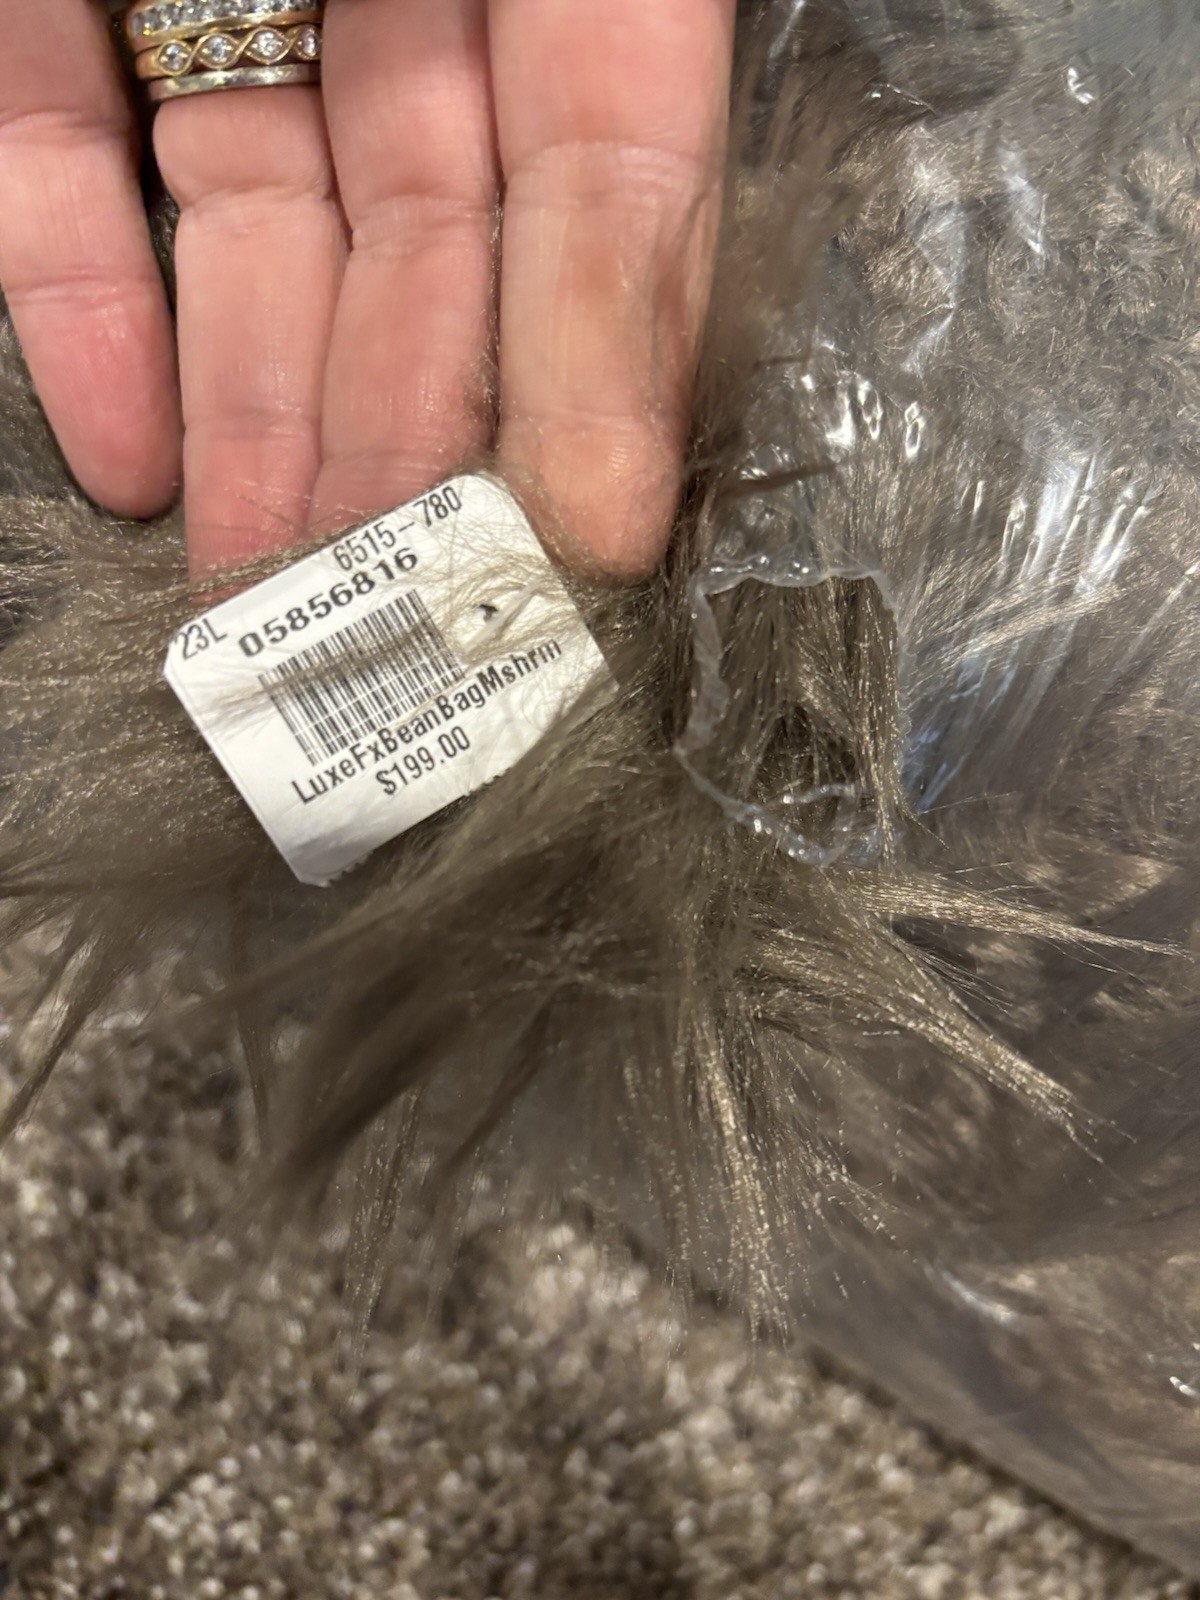 6515-780
23L 05856816
LuxeFxBeanBagMshrm
$199.00